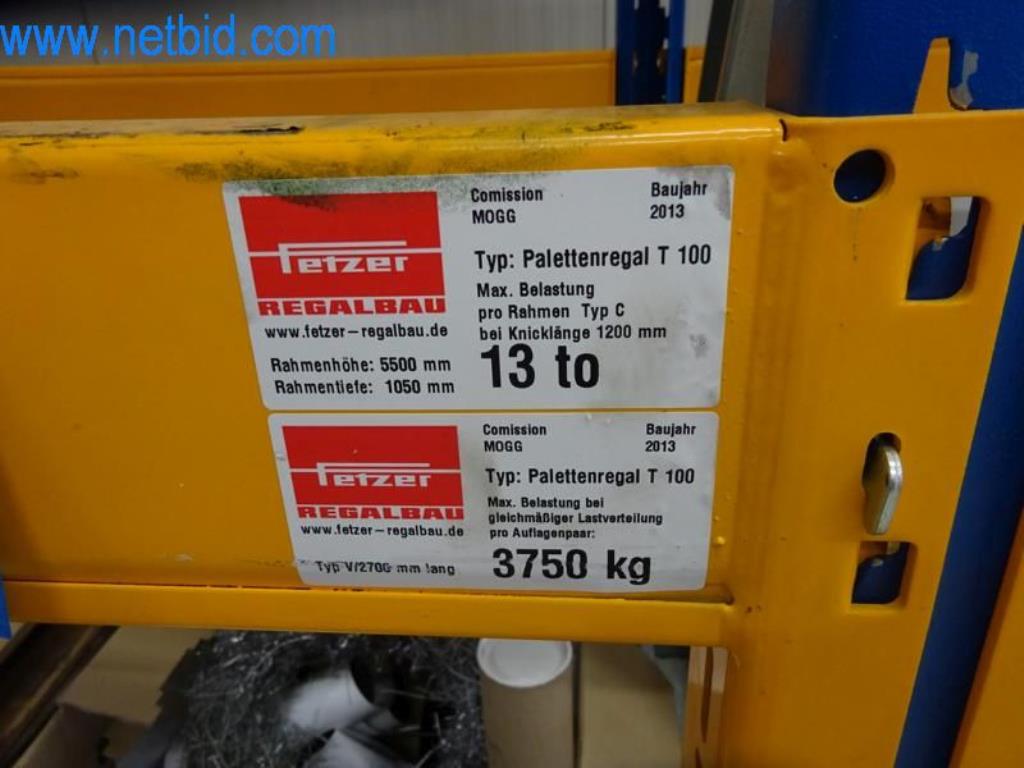 www.netbid.com
Fetzer
REGALBAU
www.fetzer-regalbau.de
Rahmenhöhe: 5500 mm
Rahmentiefe: 1050 mm
Comission Baujahr
MOGG 2013
Typ: Palettenregal T 100
Max. Belastung
pro Rahmen Typ C
bei Knicklänge 1200 mm
13 to
Fetzer
REGALBAU
www.fetzer-regalbau.de
Typ V/2700 mm lang
Comission Baujahr
MOGG 2013
Typ: Palettenregal T 100
Max. Belastung bei
gleichmäßiger Lastverteilung
pro Auflagenpaar:
3750 kg